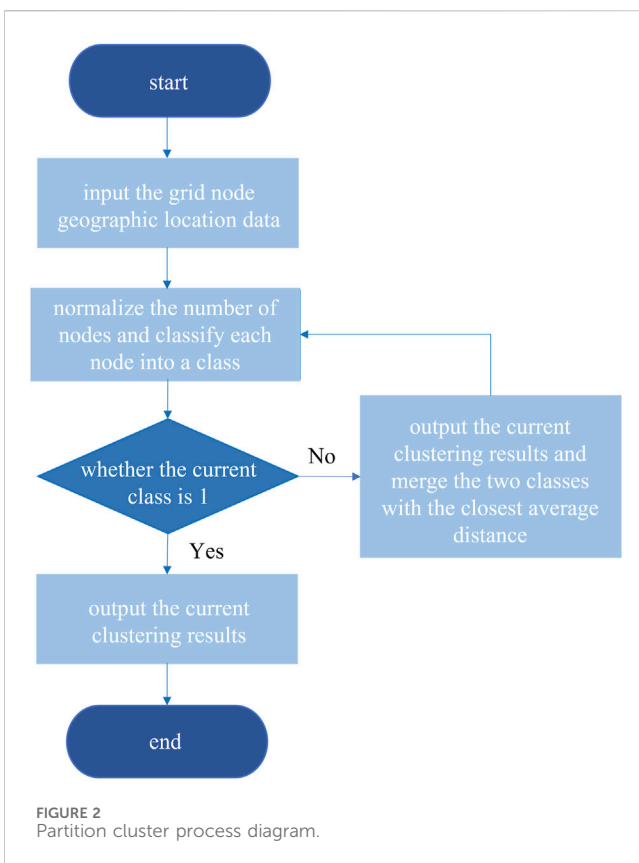 start
input the grid node
geographic location data
normalize the number of
nodes and classify each
node into a class
whether the current
class is 1
No
output the current
clustering results and
merge the two classes
with the closest average
distance
Yes
output the current
clustering results
end
FIGURE 2
Partition cluster process diagram.